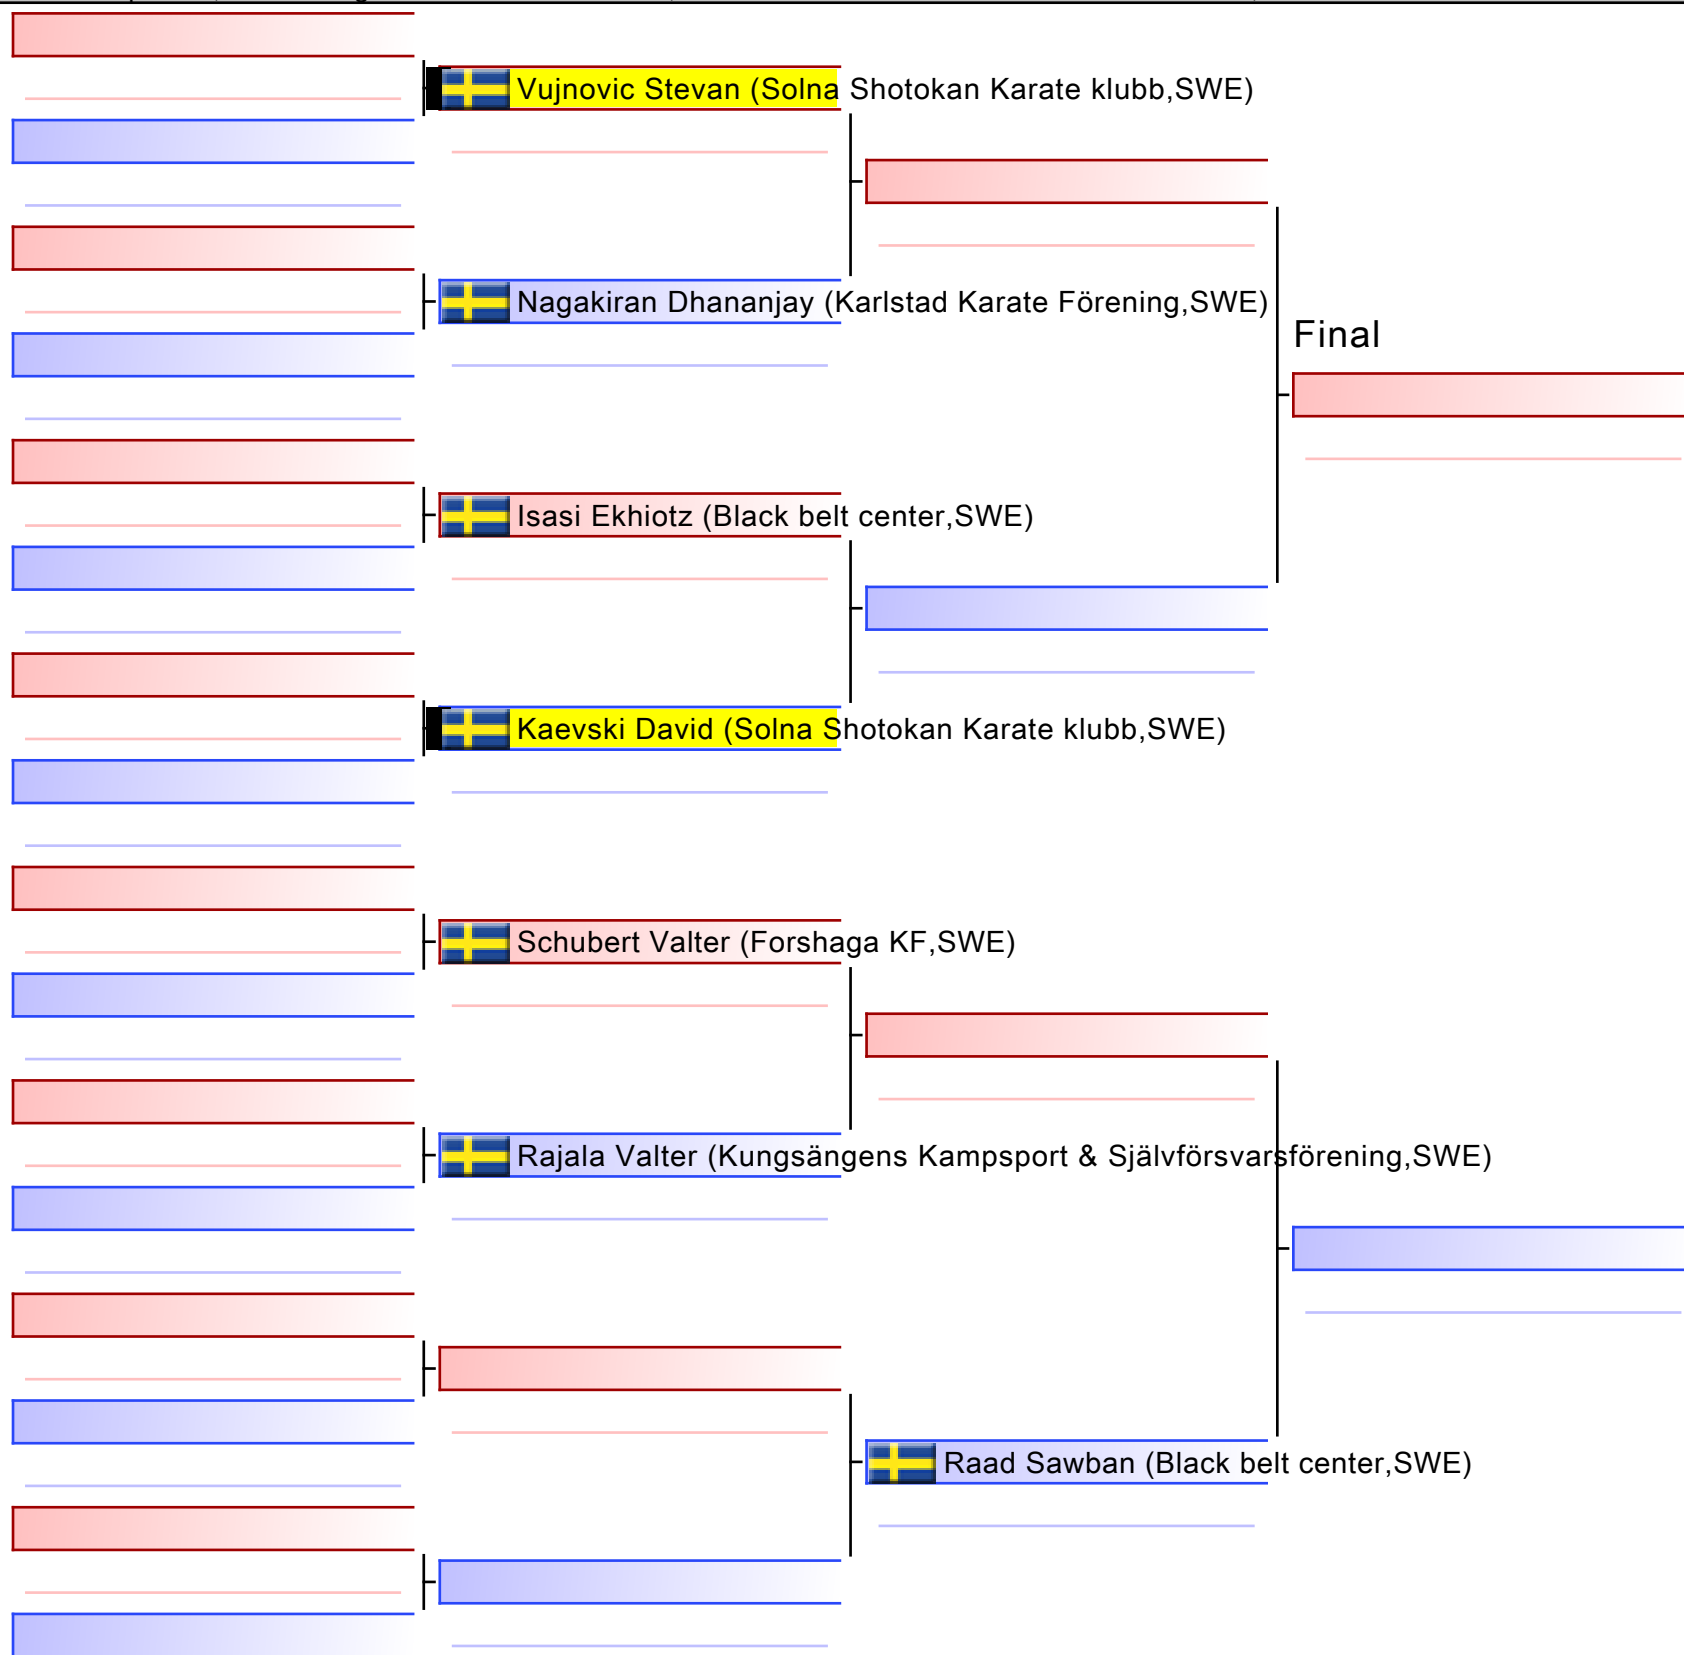 Vujnovic Stevan (Solna Shotokan Karate klubb,SWE)
Nagakiran Dhananjay (Karlstad Karate Förening,SWE)
Final
Isasi Ekhiotz (Black belt center,SWE)
Kaevski David (Solna Shotokan Karate klubb,SWE)
Schubert Valter (Forshaga KF,SWE)
Rajala Valter (Kungsängens Kampsport & Självförsvarsförening,SWE)
Raad Sawban (Black belt center,SWE)